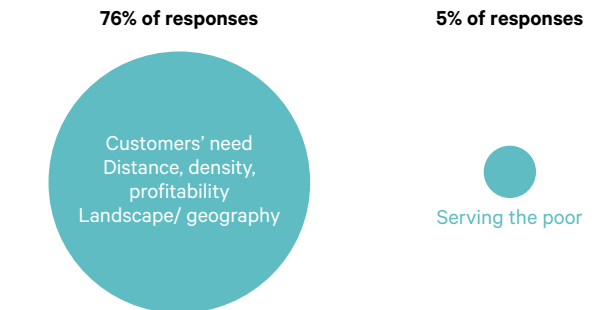 76% of responses
5% of responses
Customers' need
Distance, density,
profitability
Landscape/ geography
Serving the poor